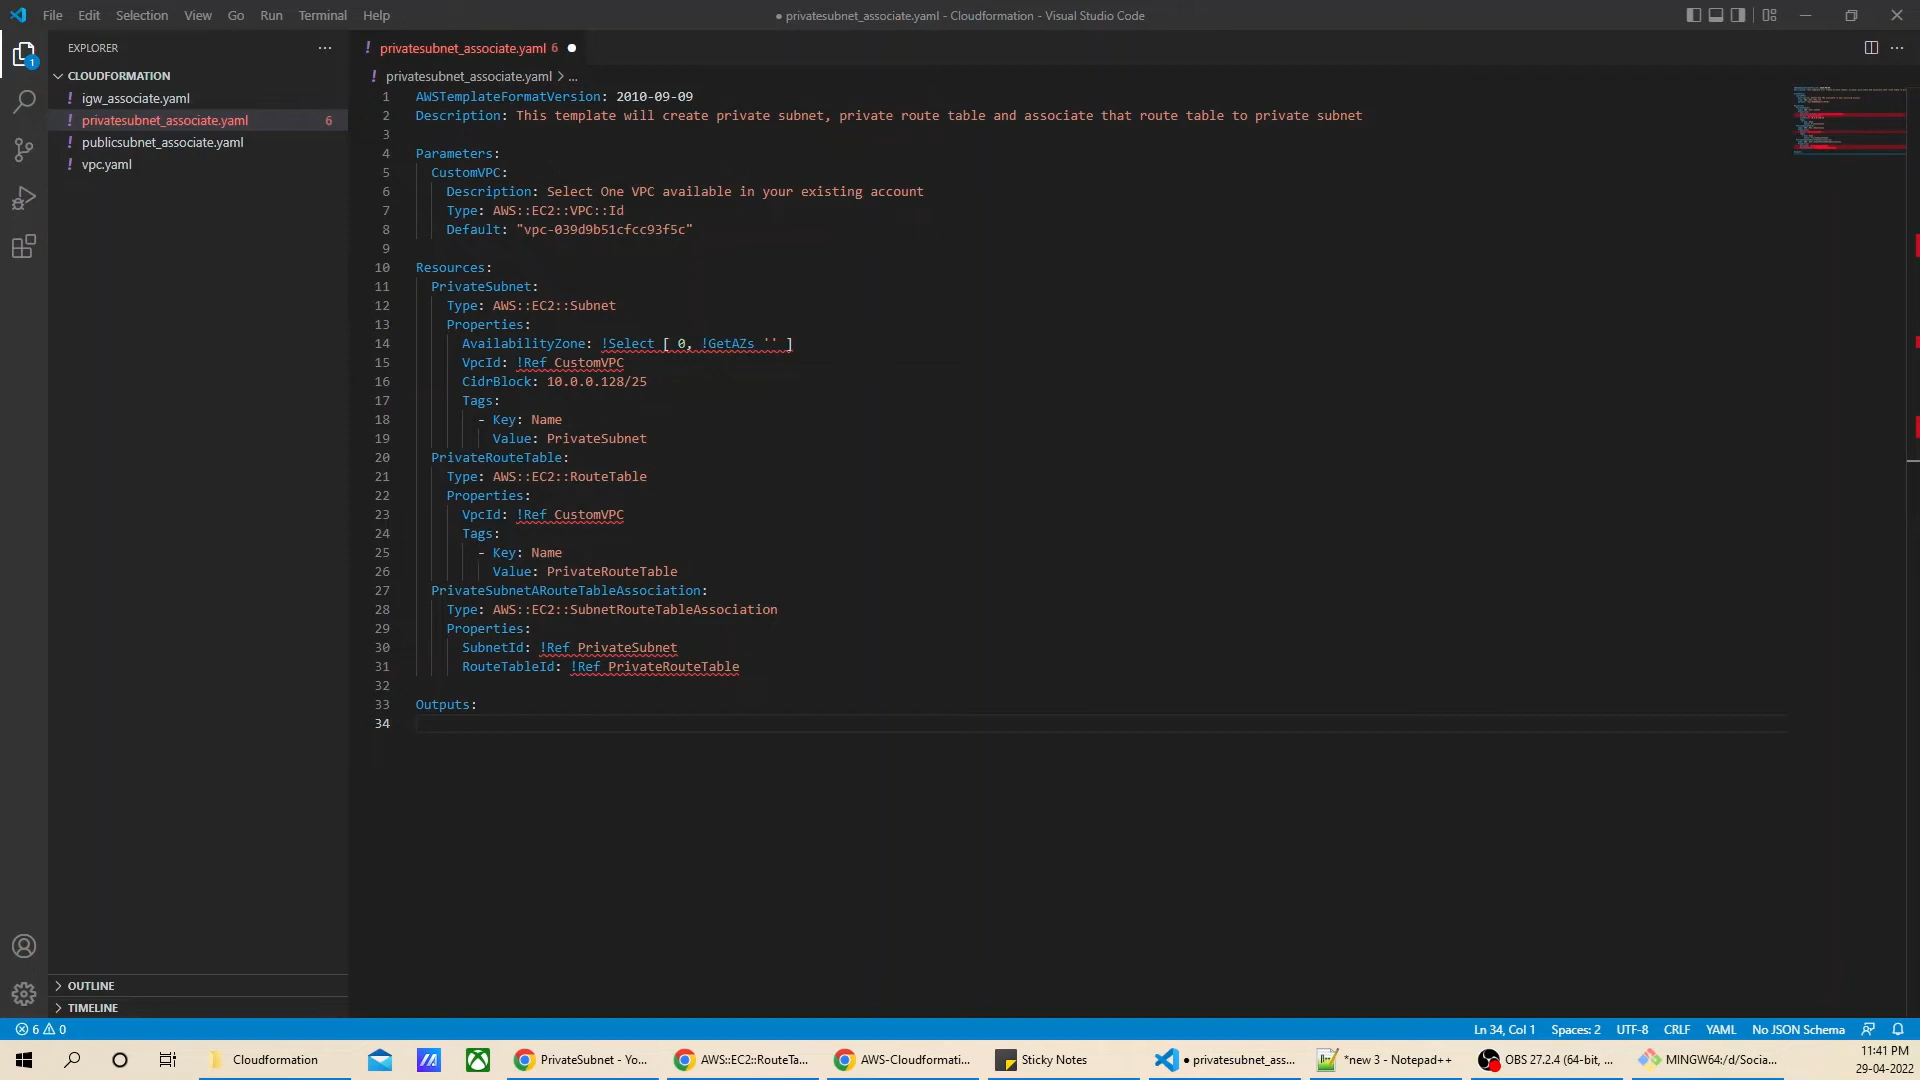 File Edit Selection View Go Run Terminal Help
● privatesubnet_associate.yaml - Cloudformation - Visual Studio Code
EXPLORER
CLOUDFORMATION
! igw_associate.yaml
! privatesubnet_associate.yaml 6
! publicsubnet_associate.yaml
! vpc.yaml
OUTLINE
TIMELINE
1
! privatesubnet_associate.yaml 6 ●
! privatesubnet_associate.yaml > ...
1 AWSTemplateFormatVersion: 2010-09-09
2 Description: This template will create private subnet, private route table and associate that route table to private subnet
3
4 Parameters:
5 CustomVPC:
6 Description: Select One VPC available in your existing account
7 Type: AWS::EC2::VPC::Id
8 Default: "vpc-039d9b51cfcc93f5c"
9
10 Resources:
11 PrivateSubnet:
12 Type: AWS::EC2::Subnet
13 Properties:
14 AvailabilityZone: !Select [ 0, !GetAZs '' ]
15 VpcId: !Ref CustomVPC
16 CidrBlock: 10.0.0.128/25
17 Tags:
18 - Key: Name
19 Value: PrivateSubnet
20 PrivateRouteTable:
21 Type: AWS::EC2::RouteTable
22 Properties:
23 VpcId: !Ref CustomVPC
24 Tags:
25 - Key: Name
26 Value: PrivateRouteTable
27 PrivateSubnetARouteTableAssociation:
28 Type: AWS::EC2::SubnetRouteTableAssociation
29 Properties:
30 SubnetId: !Ref PrivateSubnet
31 RouteTableId: !Ref PrivateRouteTable
32
33 Outputs:
34
6 0
Ln 34, Col 1 Spaces: 2 UTF-8 CRLF YAML No JSON Schema
Cloudformation
PrivateSubnet - Yo...
AWS::EC2::RouteTa...
AWS-Cloudformati...
Sticky Notes
● privatesubnet_ass...
*new 3 - Notepad++
OBS 27.2.4 (64-bit, ...
MINGW64:/d/Socia...
11:41 PM
29-04-2022